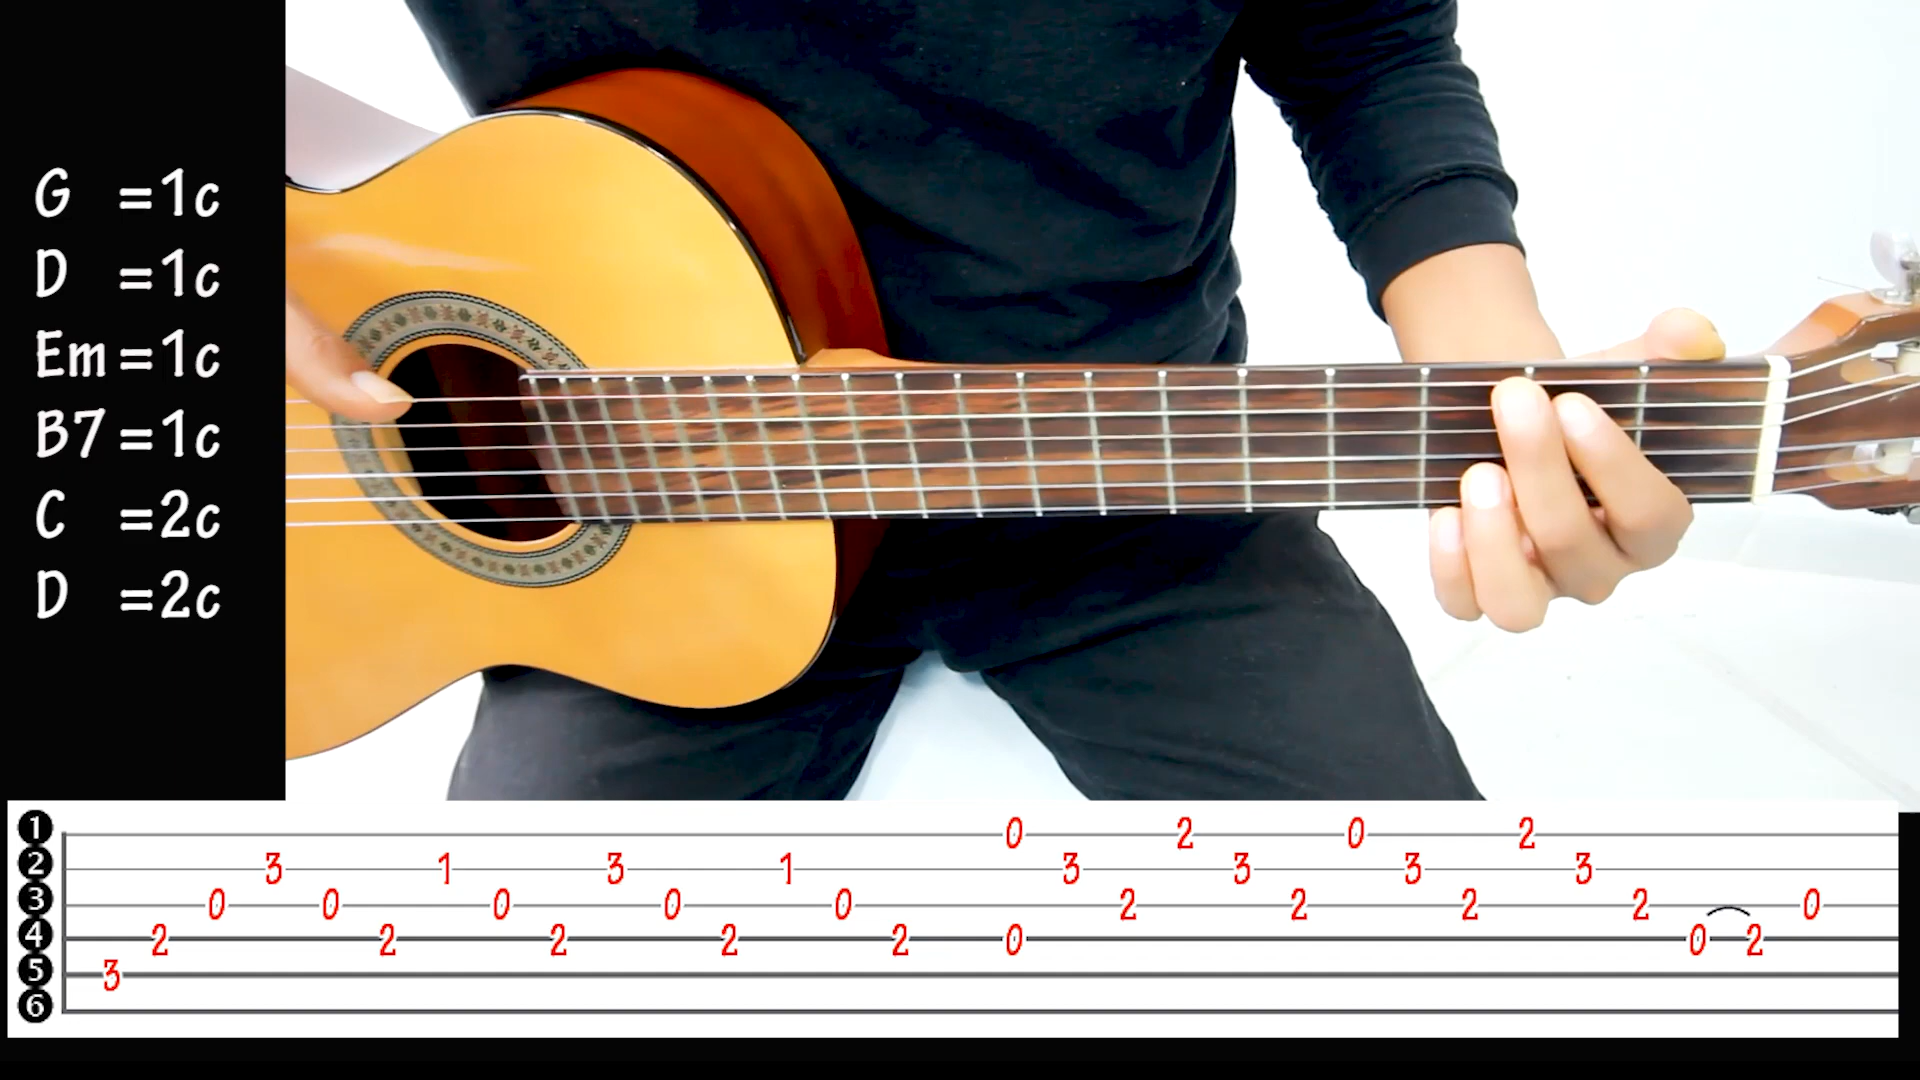 G =1c
D =1c
Em =1c
B7 =1c
C =2c
D =2c
1 0 2 0 2
2 3 1 3 1 3 3 3 3
3 0 0 0 0 0 2 2 2 2 0
4 2 2 2 2 2 0 0 2
5 3
6